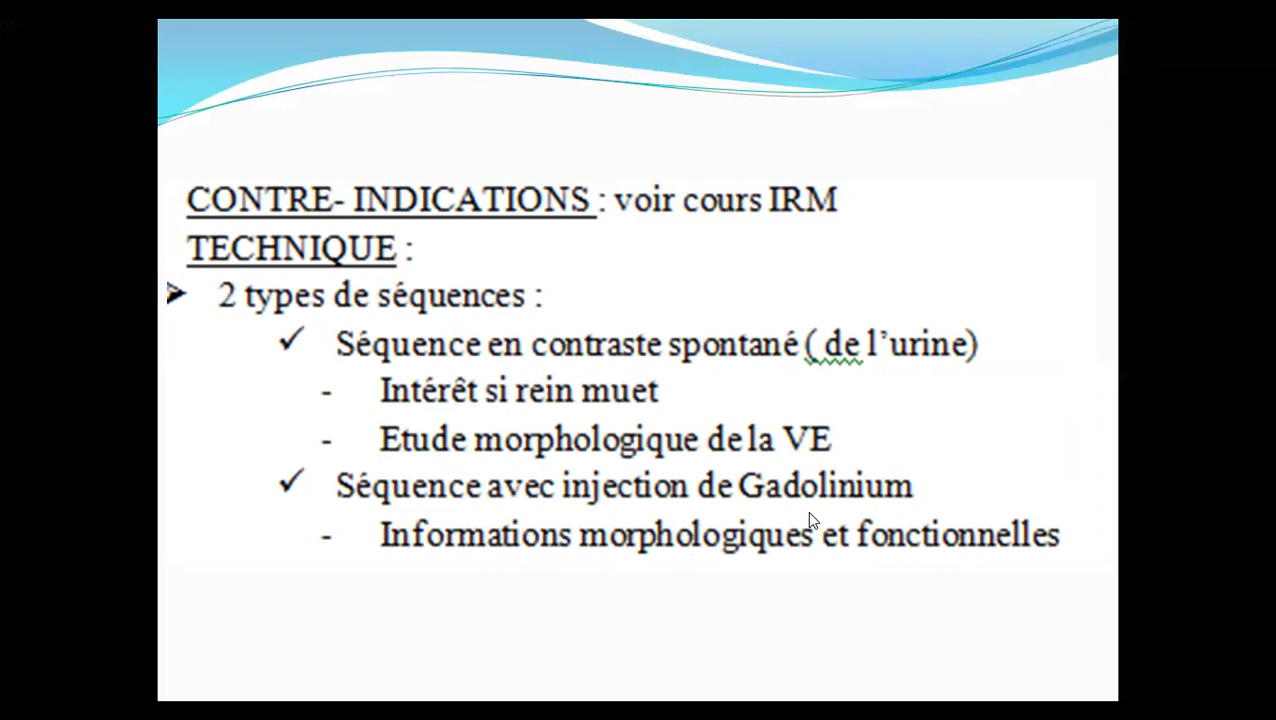 CONTRE- INDICATIONS : voir cours IRM
TECHNIQUE :
➢ 2 types de séquences :
✓ Séquence en contraste spontané ( de l’urine)
- Intérêt si rein muet
- Etude morphologique de la VE
✓ Séquence avec injection de Gadolinium
- Informations morphologiques et fonctionnelles